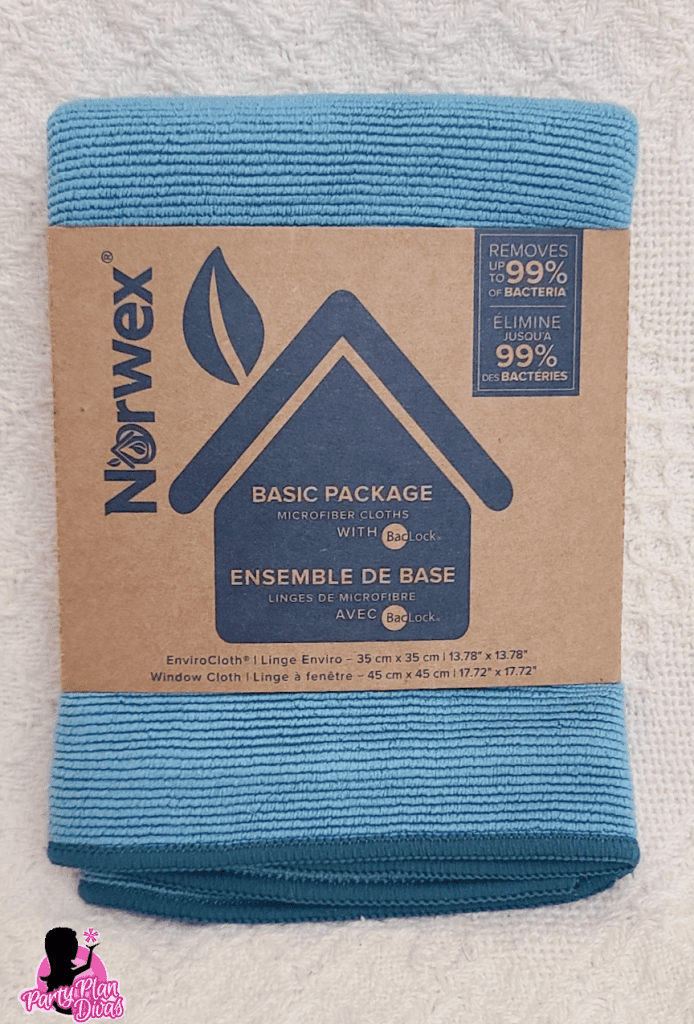 Norwex®
REMOVES
UP TO 99%
OF BACTERIA
ÉLIMINE
JUSQU'À
99%
DES BACTÉRIES
BASIC PACKAGE
MICROFIBER CLOTHS
WITH BacLock
ENSEMBLE DE BASE
LINGES DE MICROFIBRE
AVEC BacLock
EnviroCloth® | Linge Enviro – 35 cm x 35 cm | 13.78" x 13.78"
Window Cloth | Linge à fenêtre – 45 cm x 45 cm | 17.72" x 17.72"
Party Plan
Divas